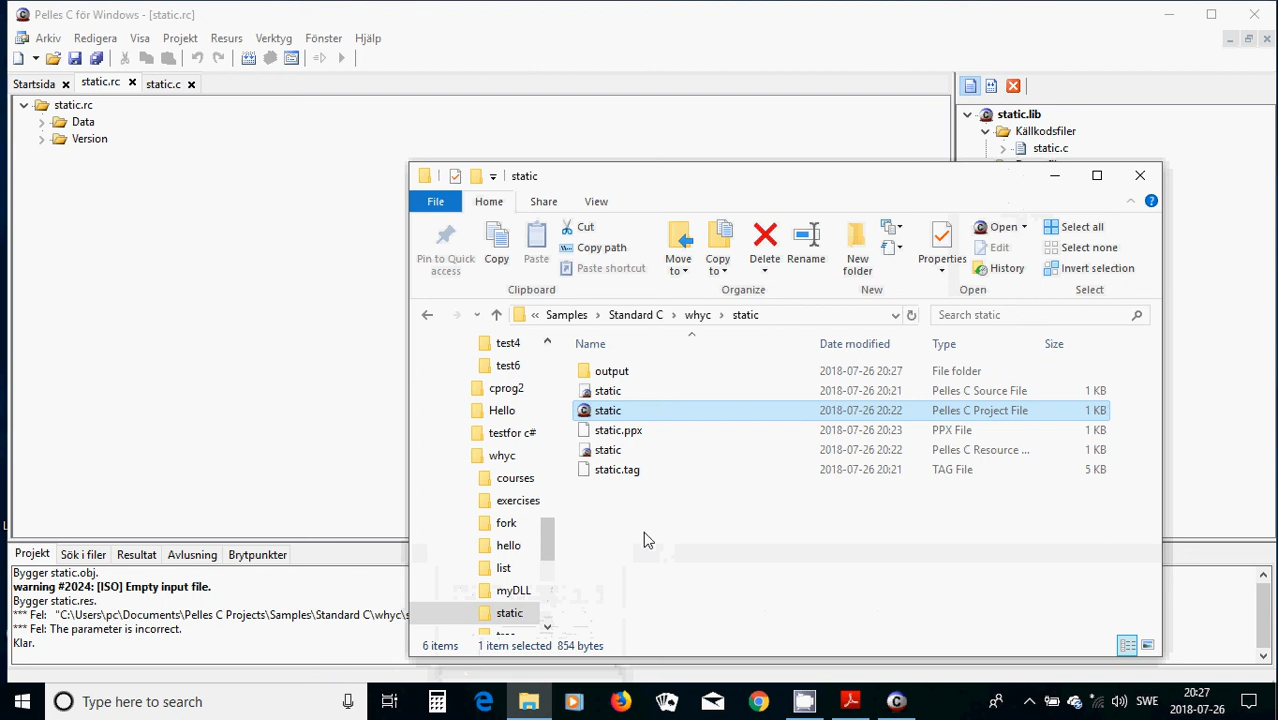 Pelles C för Windows - [static.rc]
Arkiv Redigera Visa Projekt Resurs Verktyg Fönster Hjälp
Startsida static.rc static.c
static.rc
Data
Version
static.lib
Källkodsfiler
static.c
static
File Home Share View
Pin to Quick access
Copy
Paste
Cut
Copy path
Paste shortcut
Clipboard
Move to
Copy to
Delete
Rename
Organize
New folder
New
Properties
Open
Edit
History
Open
Select all
Select none
Invert selection
Select
« Samples › Standard C › whyc › static
Search static
Name Date modified Type Size
output 2018-07-26 20:27 File folder
static 2018-07-26 20:21 Pelles C Source File 1 KB
static 2018-07-26 20:22 Pelles C Project File 1 KB
static.ppx 2018-07-26 20:23 PPX File 1 KB
static 2018-07-26 20:22 Pelles C Resource ... 1 KB
static.tag 2018-07-26 20:21 TAG File 5 KB
test4
test6
cprog2
Hello
testfor c#
whyc
courses
exercises
fork
hello
list
myDLL
static
6 items 1 item selected 854 bytes
Projekt Sök i filer Resultat Avlusning Brytpunkter
Bygger static.obj.
warning #2024: [ISO] Empty input file.
Bygger static.res.
*** Fel: "C:\Users\pc\Documents\Pelles C Projects\Samples\Standard C\whyc\s
*** Fel: The parameter is incorrect.
Klar.
Type here to search
SWE
20:27
2018-07-26